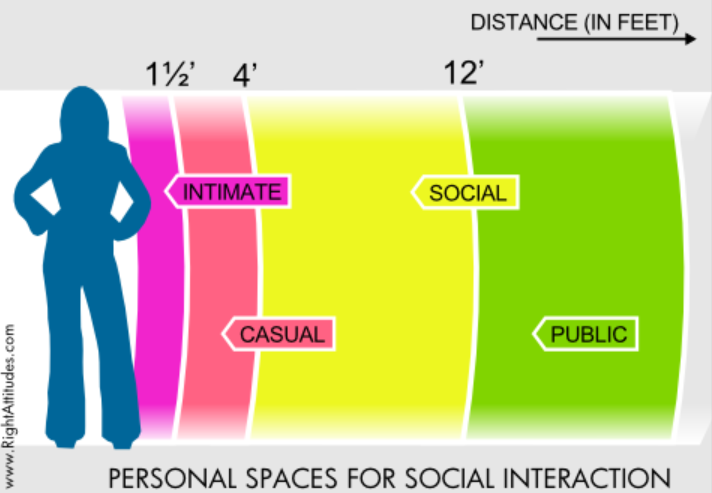 DISTANCE (IN FEET)
1½’ 4’ 12’
INTIMATE
SOCIAL
CASUAL
PUBLIC
www.RightAttitudes.com
PERSONAL SPACES FOR SOCIAL INTERACTION